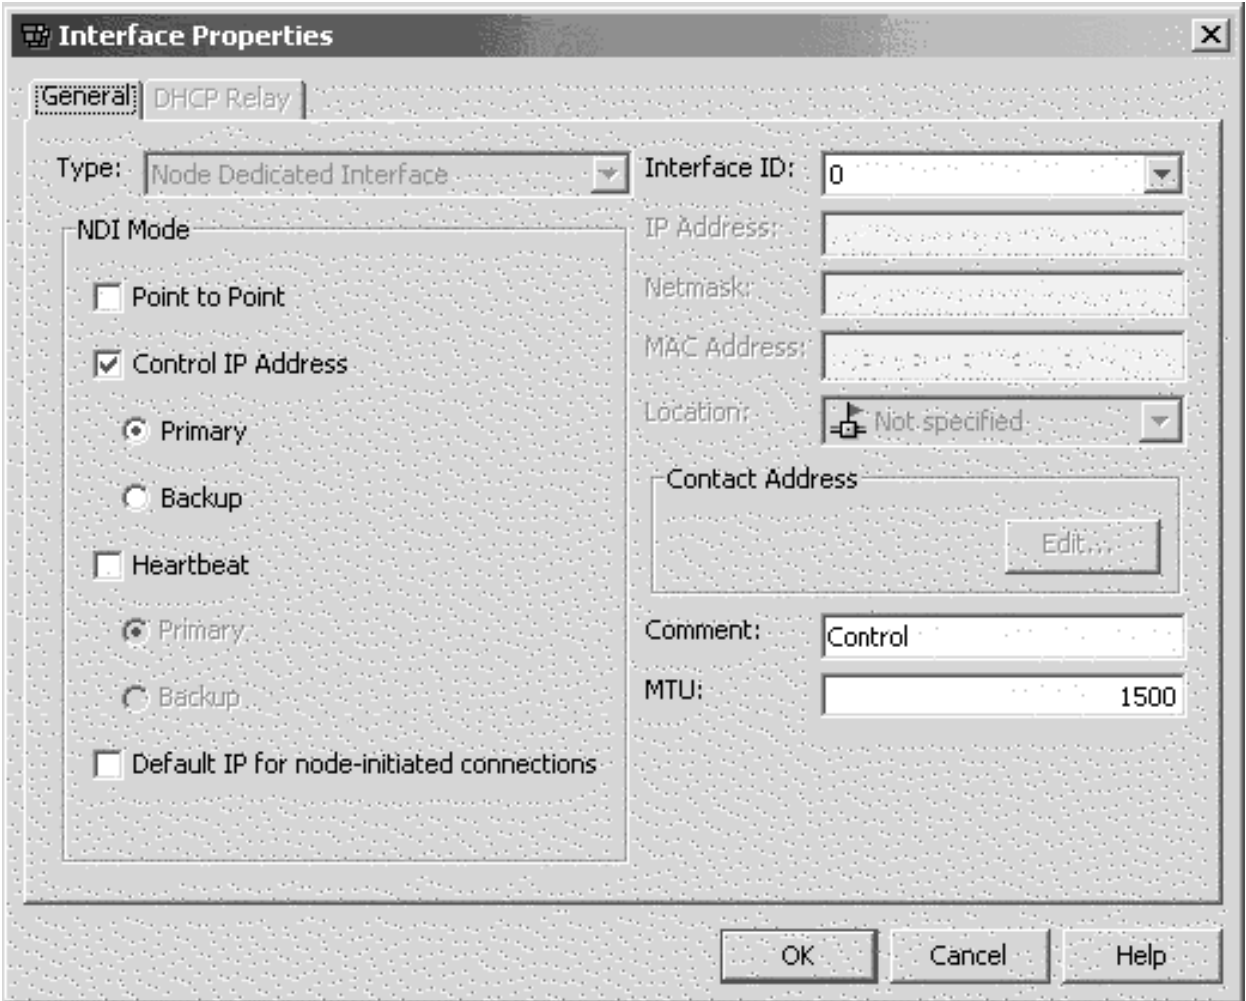 Interface Properties
General
DHCP Relay
Type:
Node Dedicated Interface
NDI Mode
Point to Point
Control IP Address
Primary
Backup
Heartbeat
Primary
Backup
Default IP for node-initiated connections
Interface ID:
0
IP Address:
Netmask:
MAC Address:
Location:
Not specified
Contact Address
Edit...
Comment:
Control
MTU:
1500
OK
Cancel
Help